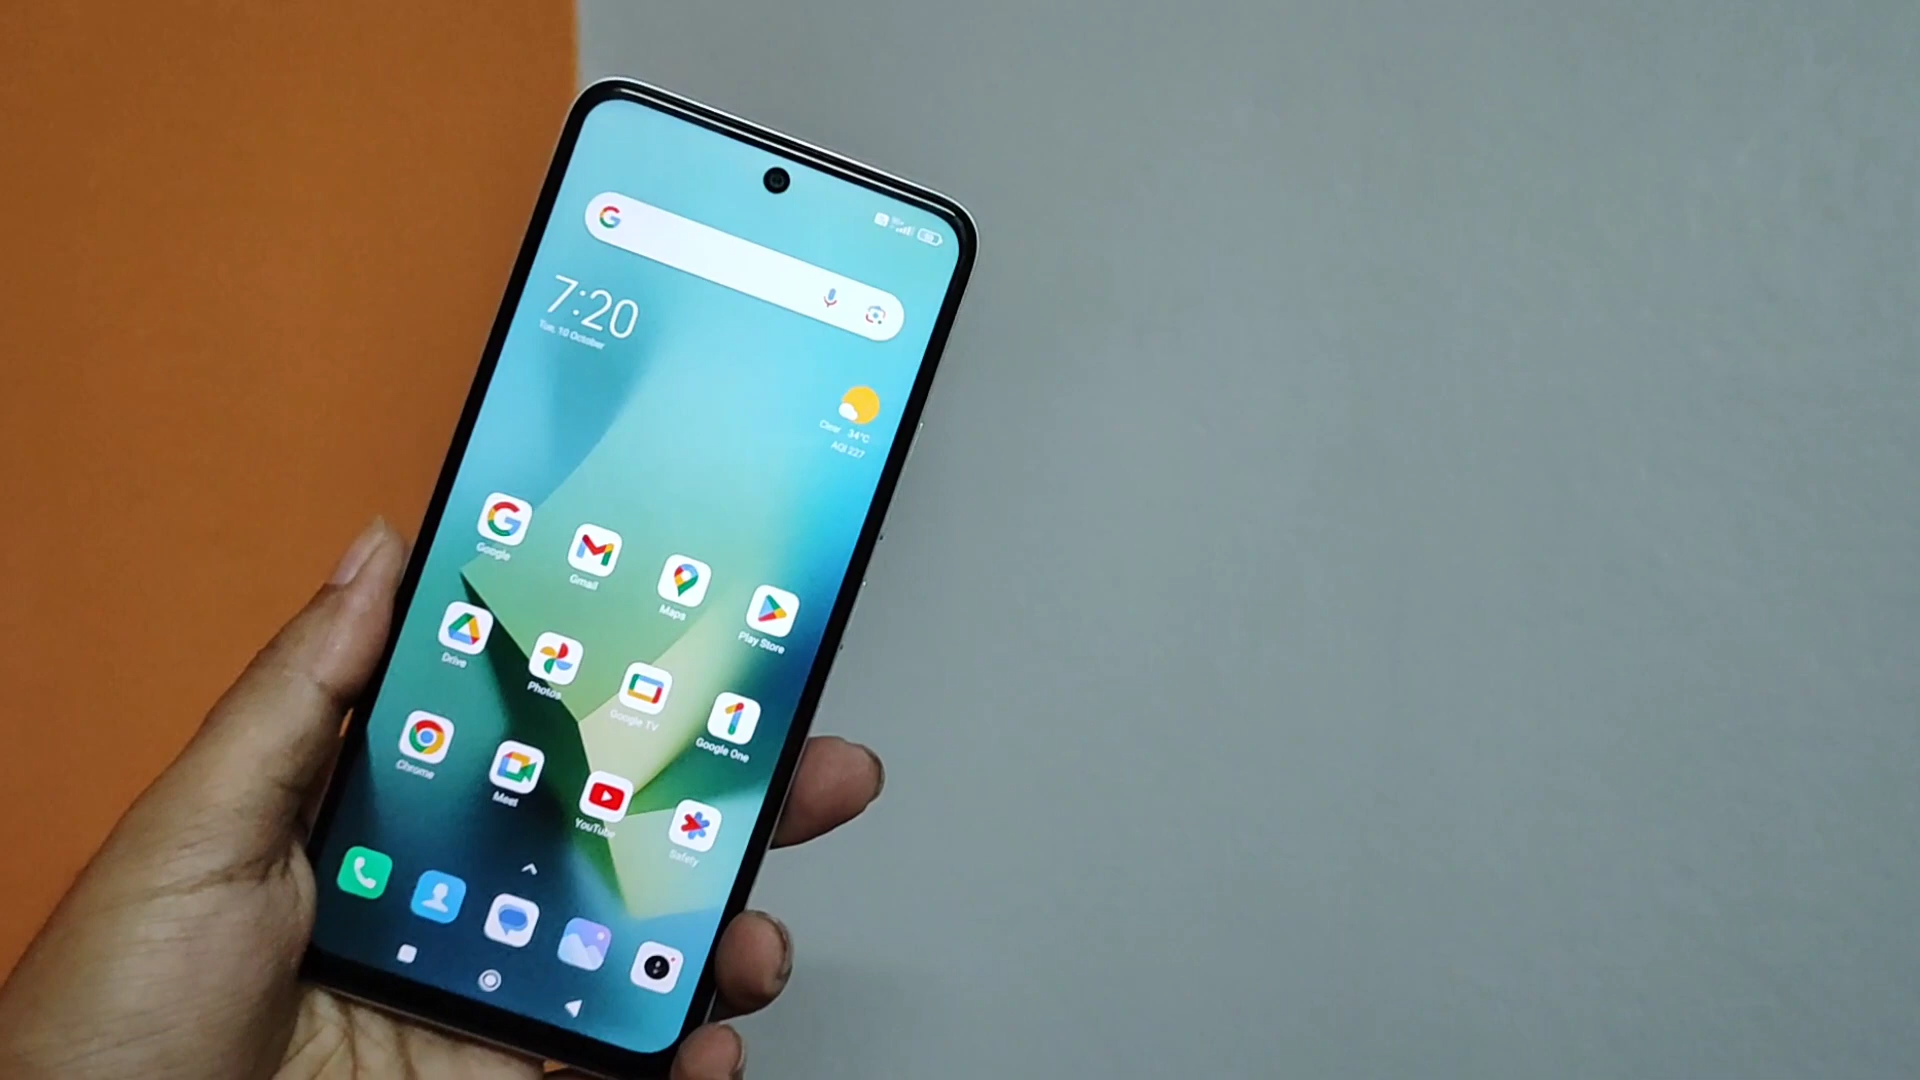 7:20
Tue, 10 October
Clear 34°C
AQI 227
Google
Gmail
Maps
Play Store
Drive
Photos
Google TV
Google One
Chrome
Meet
YouTube
Safety